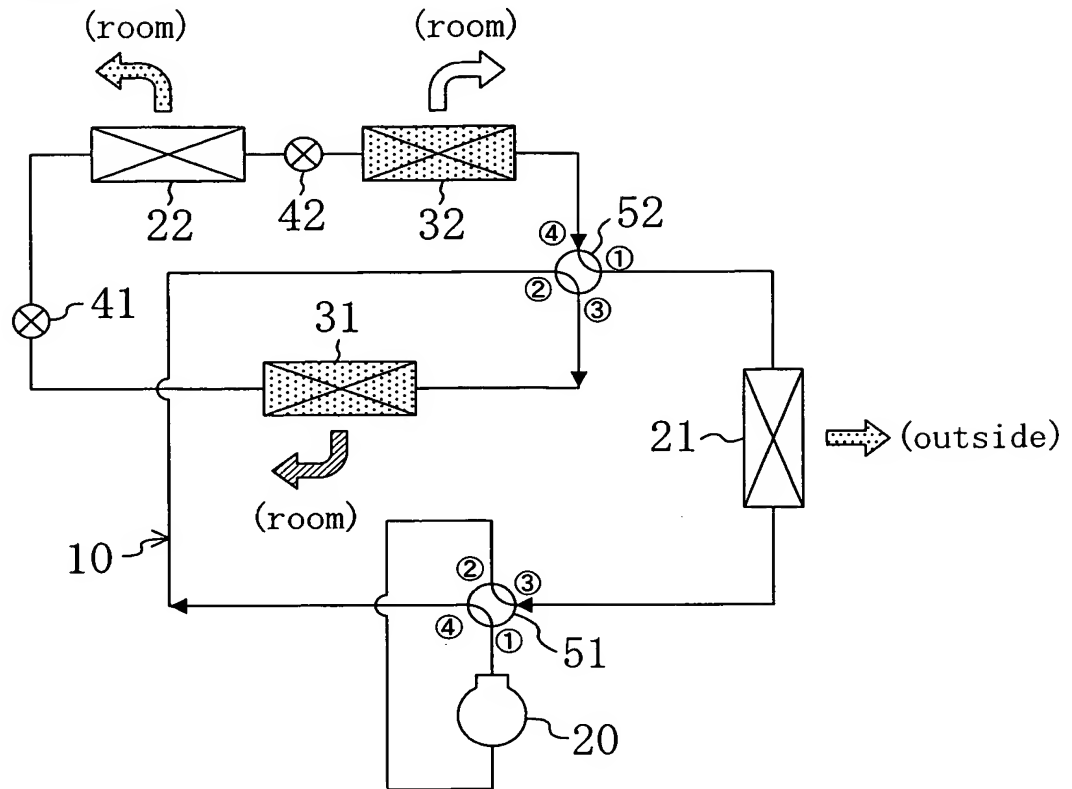 (room) (room)
22 42 32
52
④ ①
② ③
41
31
21 (outside)
(room)
10
② ③
④ ①
51
20